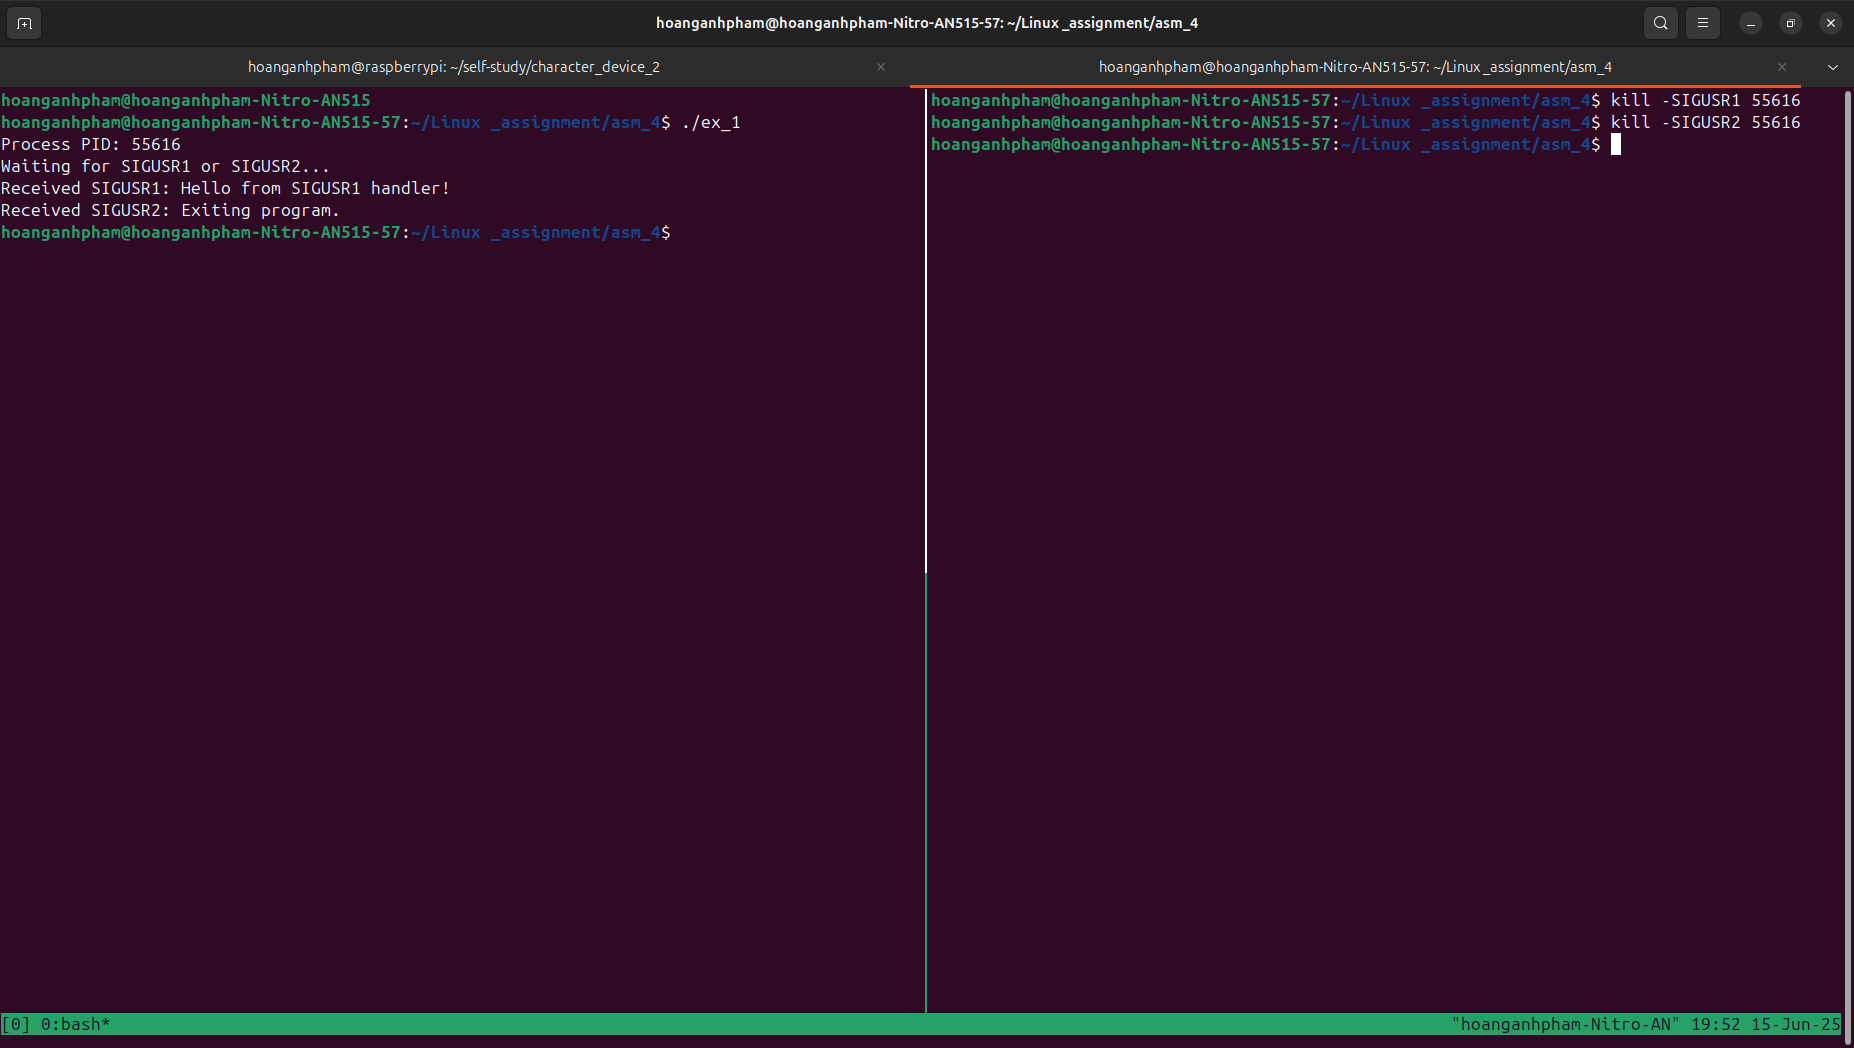 hoanganhpham@hoanganhpham-Nitro-AN515-57: ~/Linux _assignment/asm_4
hoanganhpham@raspberrypi: ~/self-study/character_device_2
hoanganhpham@hoanganhpham-Nitro-AN515-57: ~/Linux _assignment/asm_4
hoanganhpham@hoanganhpham-Nitro-AN515
hoanganhpham@hoanganhpham-Nitro-AN515-57:~/Linux _assignment/asm_4$ ./ex_1
Process PID: 55616
Waiting for SIGUSR1 or SIGUSR2...
Received SIGUSR1: Hello from SIGUSR1 handler!
Received SIGUSR2: Exiting program.
hoanganhpham@hoanganhpham-Nitro-AN515-57:~/Linux _assignment/asm_4$
hoanganhpham@hoanganhpham-Nitro-AN515-57:~/Linux _assignment/asm_4$ kill -SIGUSR1 55616
hoanganhpham@hoanganhpham-Nitro-AN515-57:~/Linux _assignment/asm_4$ kill -SIGUSR2 55616
hoanganhpham@hoanganhpham-Nitro-AN515-57:~/Linux _assignment/asm_4$
[0] 0:bash*
"hoanganhpham-Nitro-AN" 19:52 15-Jun-25